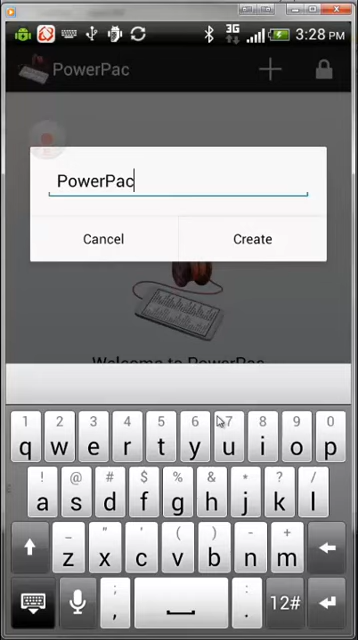 3G
3:28 PM
PowerPac
PowerPac
Cancel
Create
Welcome to PowerPac
1 2 3 4 5 6 7 8 9 0
q w e r t y u i o p
! @ # $ % & * ? /
a s d f g h j k l
_ ' ( ) - +
z x c v b n m
; :
, . 12#